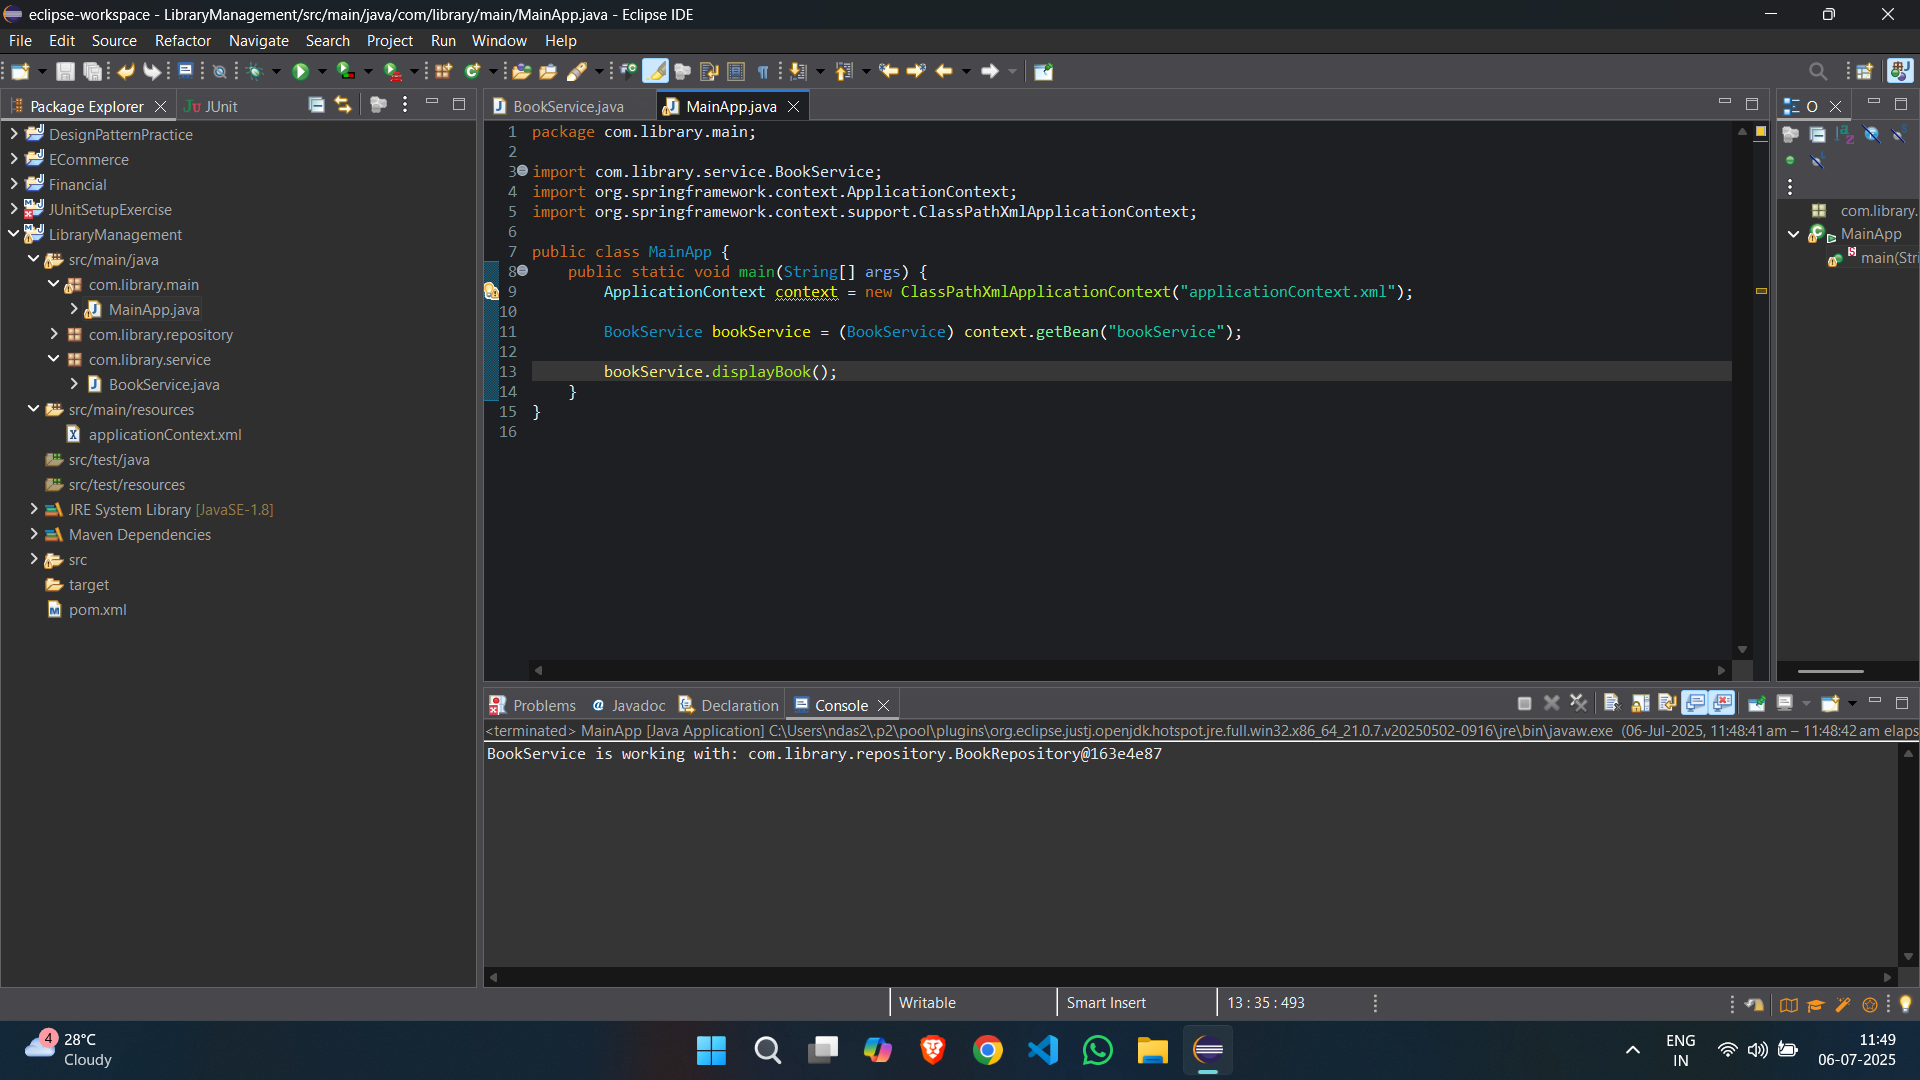 eclipse-workspace - LibraryManagement/src/main/java/com/library/main/MainApp.java - Eclipse IDE
File Edit Source Refactor Navigate Search Project Run Window Help
Package Explorer
JUnit
DesignPatternPractice
ECommerce
Financial
JUnitSetupExercise
LibraryManagement
src/main/java
com.library.main
MainApp.java
com.library.repository
com.library.service
BookService.java
src/main/resources
applicationContext.xml
src/test/java
src/test/resources
JRE System Library [JavaSE-1.8]
Maven Dependencies
src
target
pom.xml
BookService.java
MainApp.java
1 package com.library.main;
2
3 import com.library.service.BookService;
4 import org.springframework.context.ApplicationContext;
5 import org.springframework.context.support.ClassPathXmlApplicationContext;
6
7 public class MainApp {
8     public static void main(String[] args) {
9         ApplicationContext context = new ClassPathXmlApplicationContext("applicationContext.xml");
10
11         BookService bookService = (BookService) context.getBean("bookService");
12
13         bookService.displayBook();
14     }
15 }
16
O
com.library.
MainApp
main(Stri
Problems
Javadoc
Declaration
Console
<terminated> MainApp [Java Application] C:\Users\ndas2\.p2\pool\plugins\org.eclipse.justj.openjdk.hotspot.jre.full.win32.x86_64_21.0.7.v20250502-0916\jre\bin\javaw.exe (06-Jul-2025, 11:48:41 am – 11:48:42 am elaps
BookService is working with: com.library.repository.BookRepository@163e4e87
Writable
Smart Insert
13 : 35 : 493
4
28°C
Cloudy
ENG
IN
11:49
06-07-2025